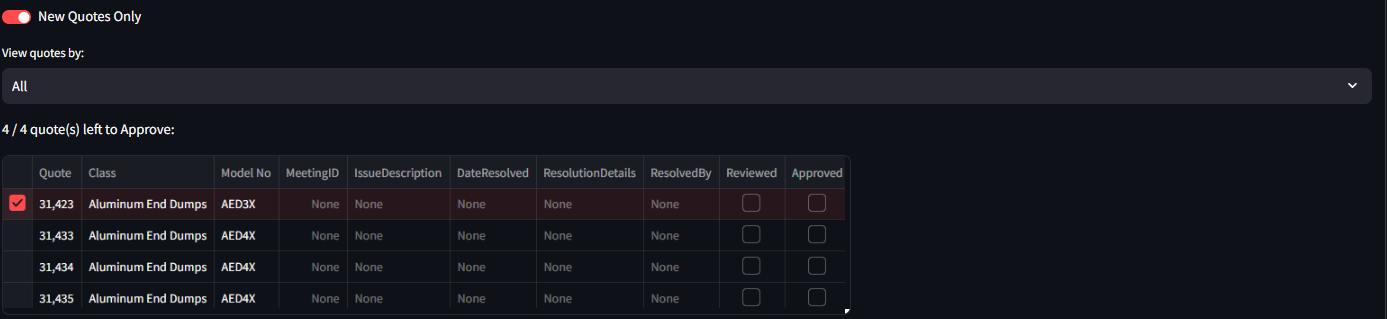 New Quotes Only
View quotes by:
All
4 / 4 quote(s) left to Approve:
Quote Class Model No MeetingID IssueDescription DateResolved ResolutionDetails ResolvedBy Reviewed Approved
31,423 Aluminum End Dumps AED3X None None None None None
31,433 Aluminum End Dumps AED4X None None None None None
31,434 Aluminum End Dumps AED4X None None None None None
31,435 Aluminum End Dumps AED4X None None None None None